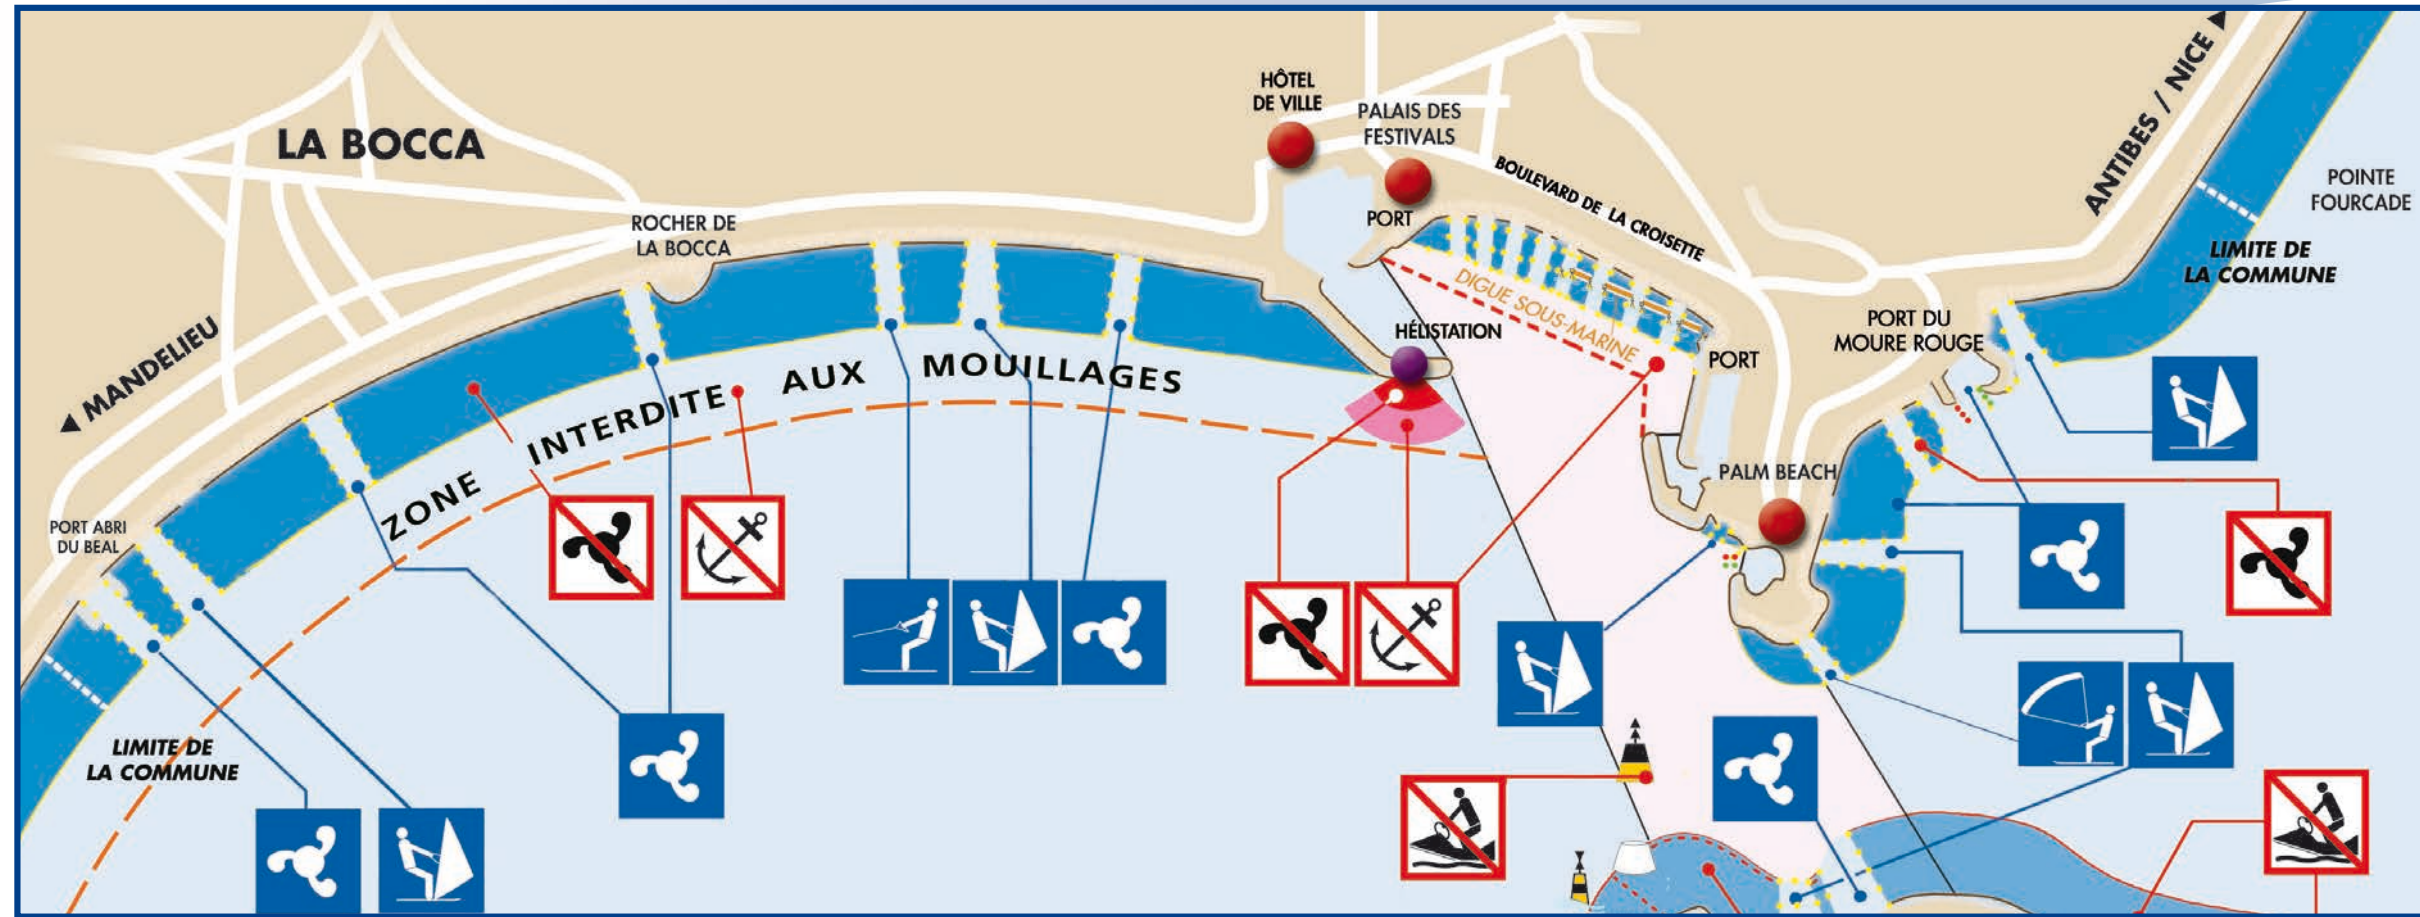 LA BOCCA
HÔTEL
DE VILLE
PALAIS DES
FESTIVALS
PORT
BOULEVARD DE LA CROISETTE
ANTIBES / NICE
POINTE
FOURCADE
LIMITE DE
LA COMMUNE
ROCHER DE
LA BOCCA
MANDELIEU
DIGUE SOUS-MARINE
HÉLISTATION
PORT
PORT DU
MOURE ROUGE
ZONE INTERDITE AUX MOUILLAGES
PALM BEACH
PORT ABRI
DU BEAL
LIMITE DE
LA COMMUNE